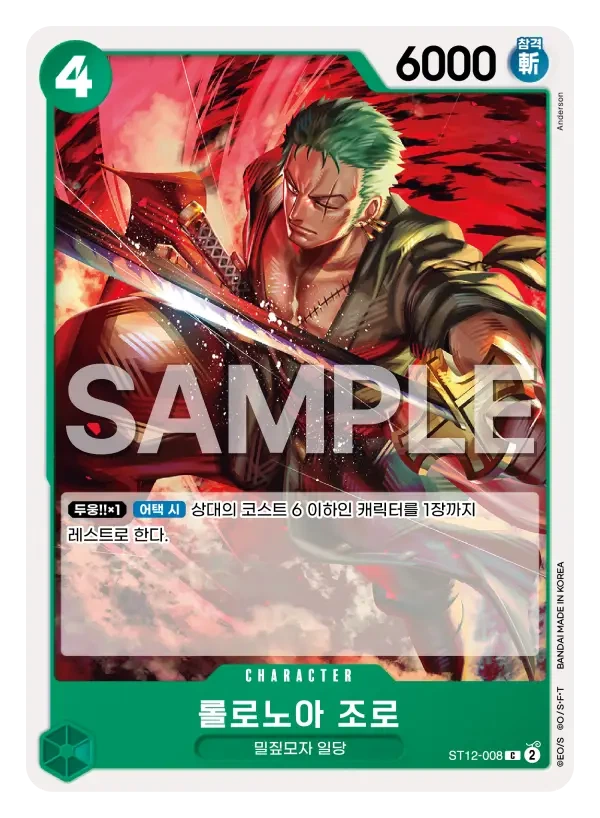 4
6000
참격
斬
Anderson
SAMPLE
두웅!!×1 어택 시 상대의 코스트 6 이하인 캐릭터를 1장까지
레스트로 한다.
CHARACTER
롤로노아 조로
밀짚모자 일당
ST12-008 C 2
©EO/S ©O/S·F·T BANDAI MADE IN KOREA